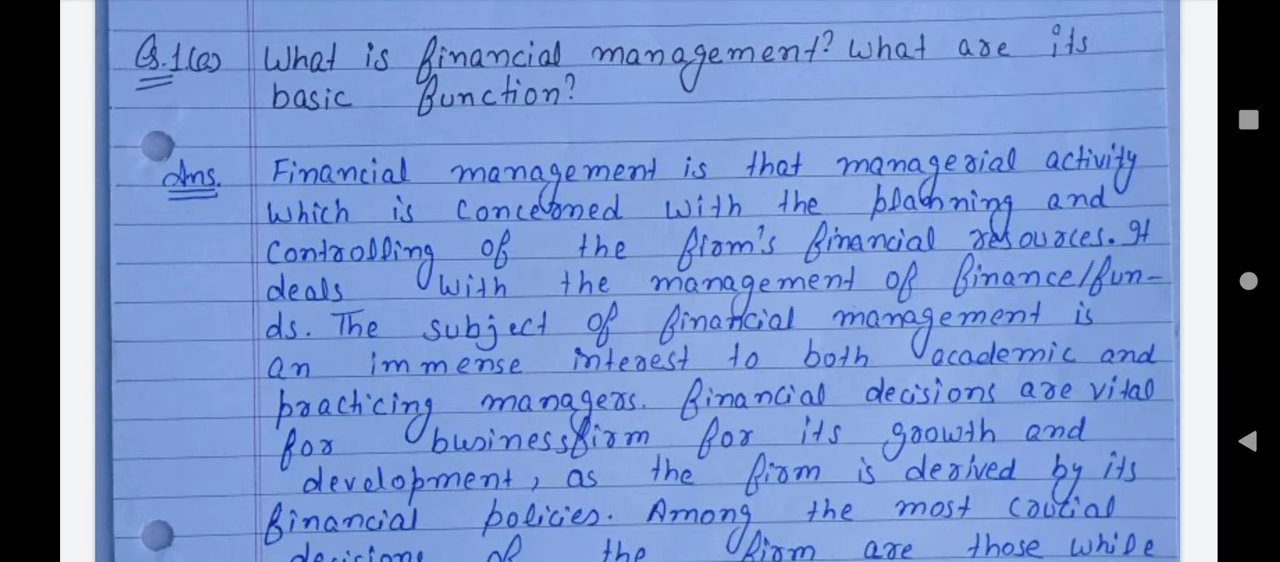 Q.1(a) What is financial management? What are its
basic function?
Ans. Financial management is that managerial activity
which is concerned with the planning and
controlling of the firm's financial resources. It
deals with the management of finance/fun-
ds. The subject of financial management is
an immense interest to both academic and
practicing managers. financial decisions are vital
for businessfirm for its growth and
development, as the firm is derived by its
financial policies. Among the most
decisions of the firm are those while